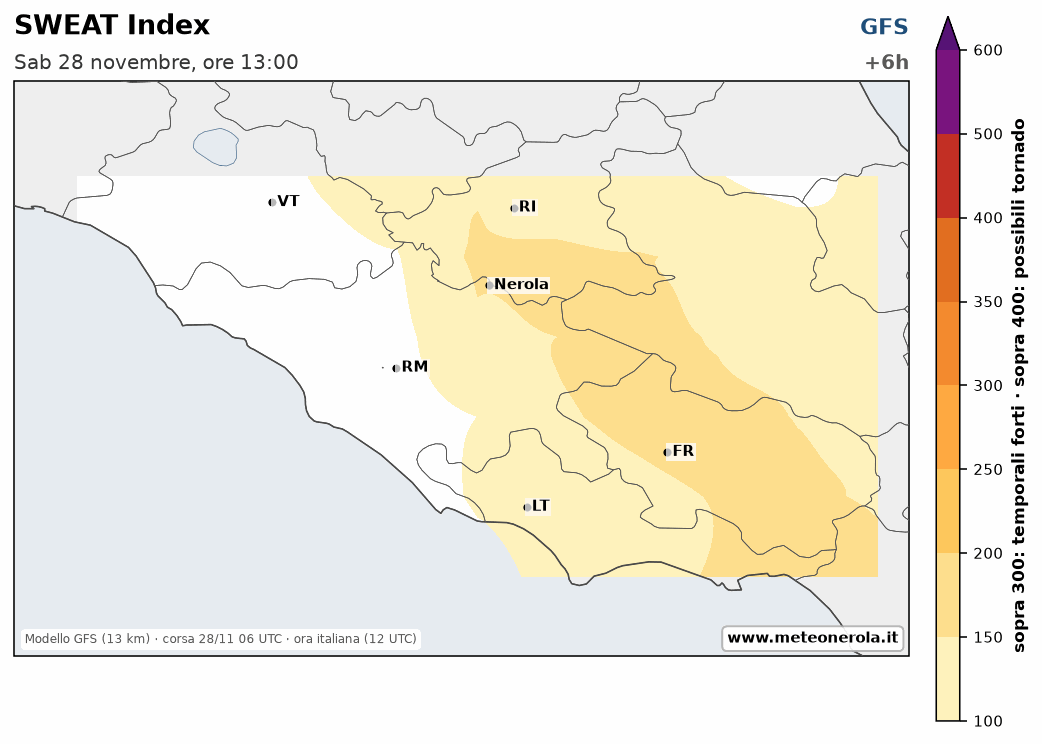 SWEAT Index
GFS
Sab 28 novembre, ore 13:00
+6h
VT
RI
Nerola
RM
FR
LT
Modello GFS (13 km) · corsa 28/11 06 UTC · ora italiana (12 UTC)
www.meteonerola.it
600
500
400
350
300
250
200
150
100
sopra 300: temporali forti · sopra 400: possibili tornado